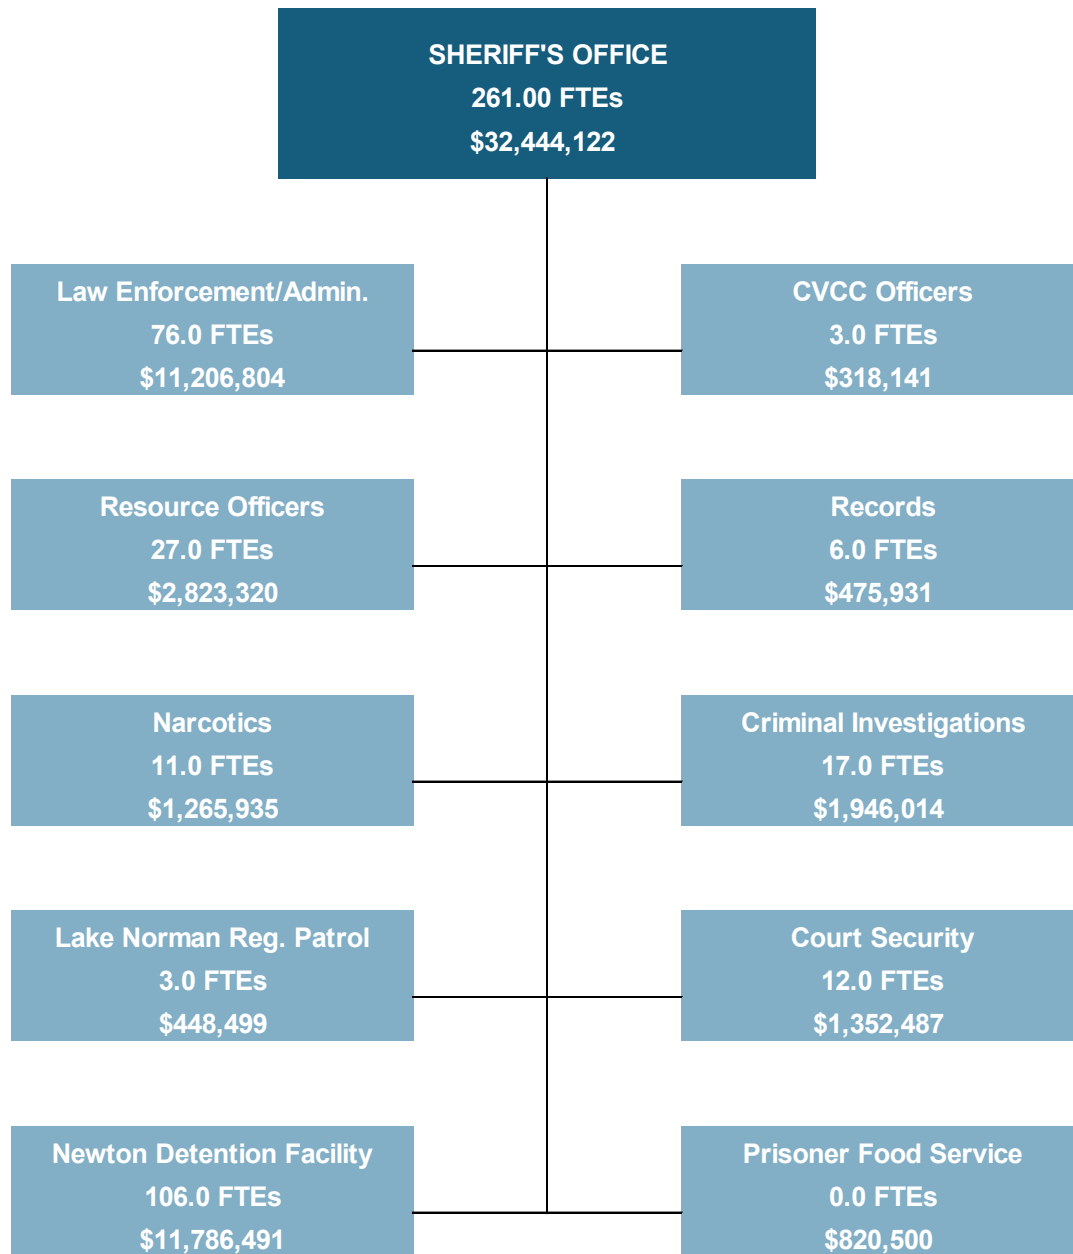 SHERIFF'S OFFICE
261.00 FTEs
$32,444,122
Law Enforcement/Admin.
76.0 FTEs
$11,206,804
CVCC Officers
3.0 FTEs
$318,141
Resource Officers
27.0 FTEs
$2,823,320
Records
6.0 FTEs
$475,931
Narcotics
11.0 FTEs
$1,265,935
Criminal Investigations
17.0 FTEs
$1,946,014
Lake Norman Reg. Patrol
3.0 FTEs
$448,499
Court Security
12.0 FTEs
$1,352,487
Newton Detention Facility
106.0 FTEs
$11,786,491
Prisoner Food Service
0.0 FTEs
$820,500